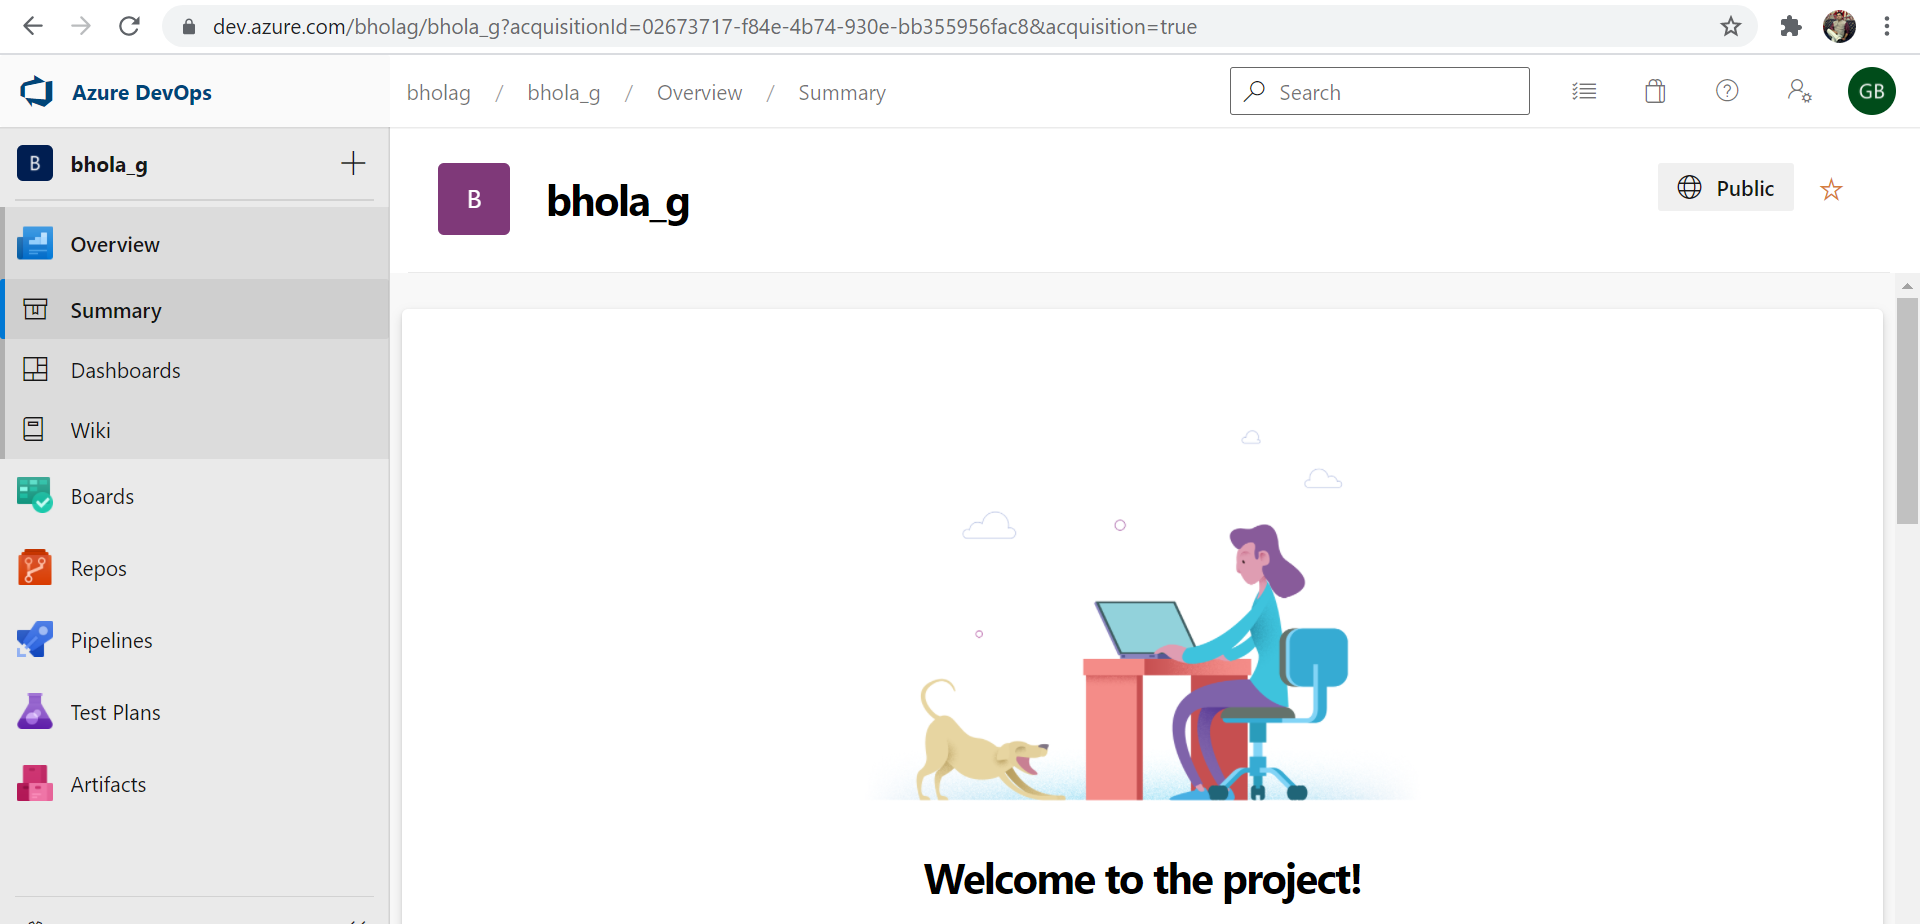 dev.azure.com/bholag/bhola_g?acquisitionId=02673717-f84e-4b74-930e-bb355956fac8&acquisition=true
Azure DevOps
bholag / bhola_g / Overview / Summary
Search
GB
B bhola_g
B bhola_g
Public
Overview
Summary
Dashboards
Wiki
Boards
Repos
Pipelines
Test Plans
Artifacts
Welcome to the project!